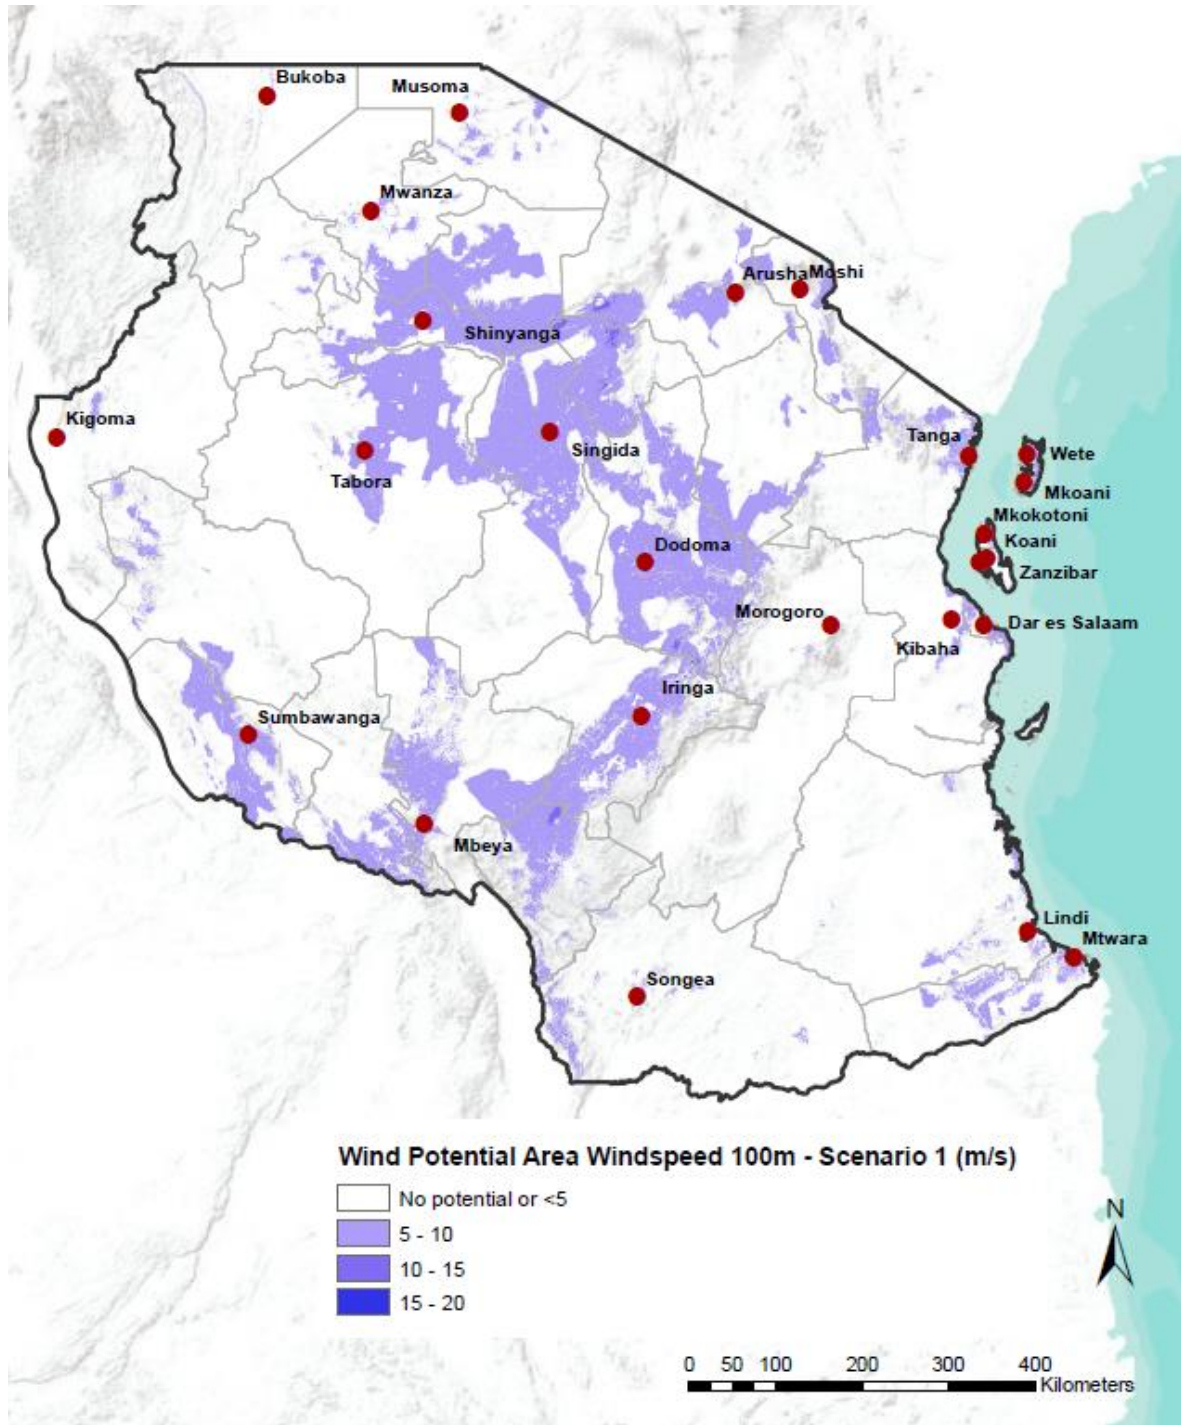 Bukoba
Musoma
Mwanza
Arusha
Moshi
Shinyanga
Kigoma
Tanga
Wete
Singida
Tabora
Mkoani
Mkokotoni
Koani
Dodoma
Zanzibar
Morogoro
Dar es Salaam
Kibaha
Iringa
Sumbawanga
Mbeya
Lindi
Mtwara
Songea
Wind Potential Area Windspeed 100m - Scenario 1 (m/s)
No potential or <5
5 - 10
10 - 15
15 - 20
N
0 50 100 200 300 400
Kilometers